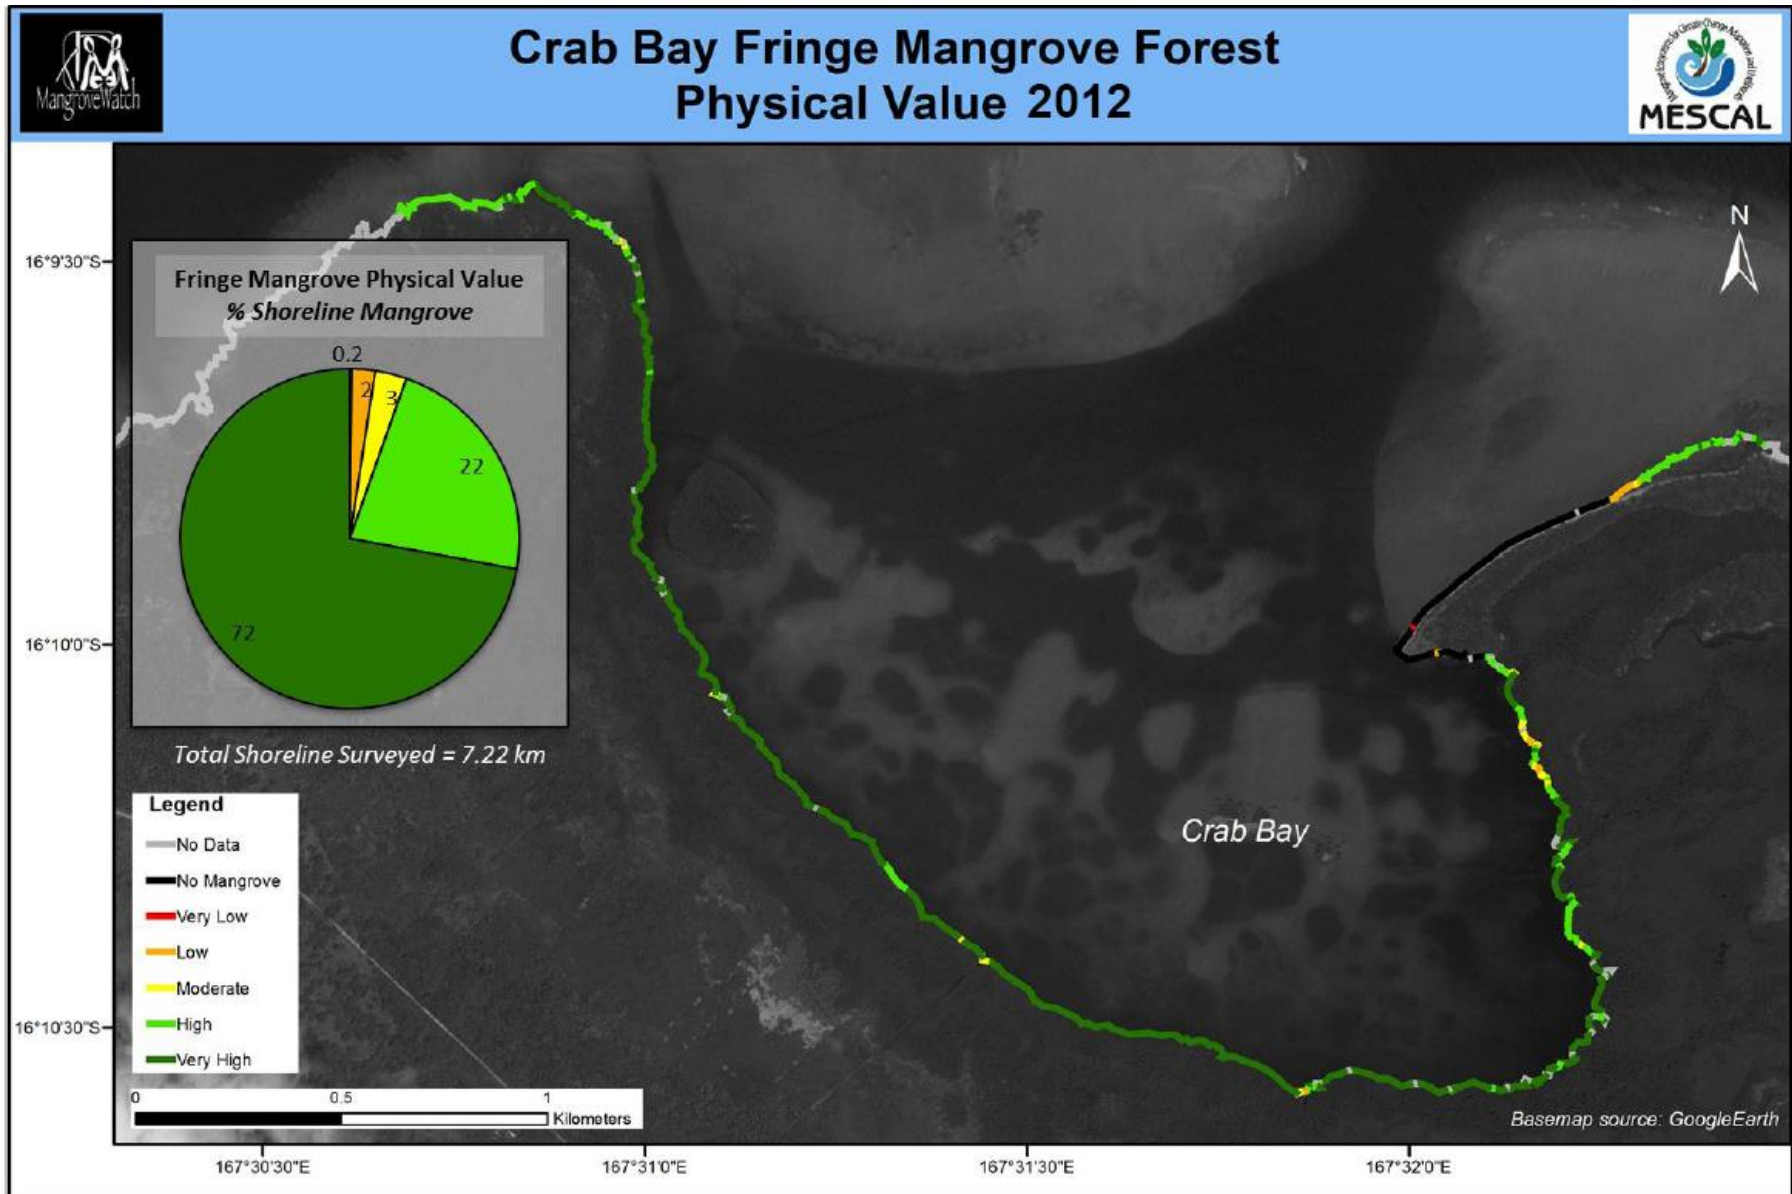 MangroveWatch
Crab Bay Fringe Mangrove Forest
Physical Value 2012
MESCAL
N
16°9'30"S
16°10'0"S
16°10'30"S
Fringe Mangrove Physical Value
% Shoreline Mangrove
0.2
2
3
22
72
Total Shoreline Surveyed = 7.22 km
Legend
No Data
No Mangrove
Very Low
Low
Moderate
High
Very High
Crab Bay
0 0.5 1
Kilometers
Basemap source: GoogleEarth
167°30'30"E 167°31'0"E 167°31'30"E 167°32'0"E